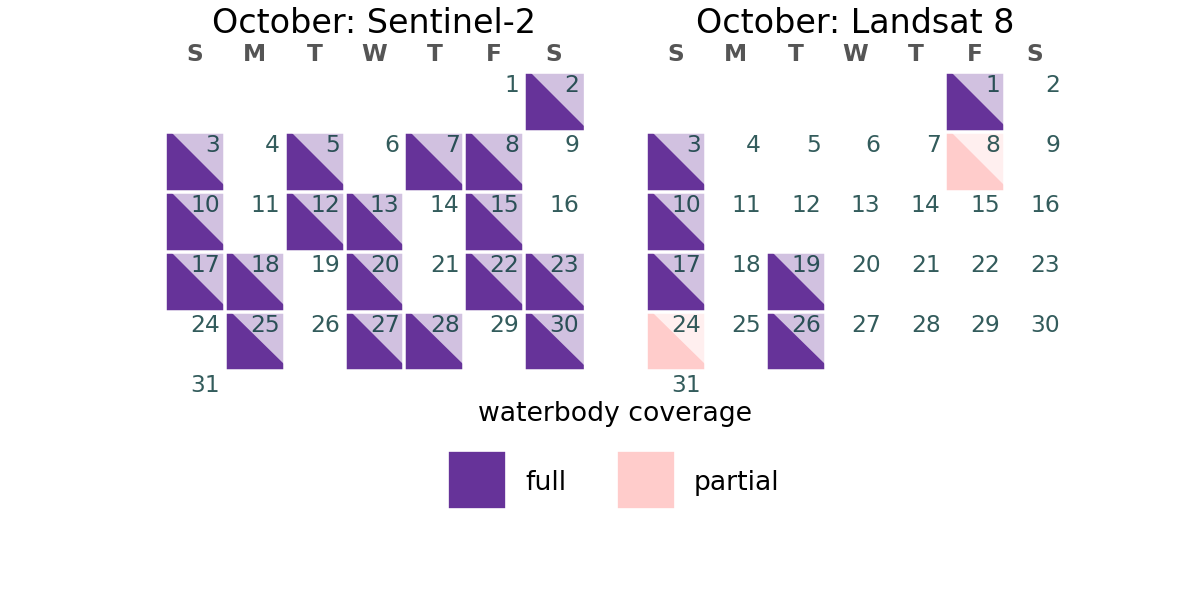 October: Sentinel-2
S M T W T F S
1 2
3 4 5 6 7 8 9
10 11 12 13 14 15 16
17 18 19 20 21 22 23
24 25 26 27 28 29 30
31
October: Landsat 8
S M T W T F S
1 2
3 4 5 6 7 8 9
10 11 12 13 14 15 16
17 18 19 20 21 22 23
24 25 26 27 28 29 30
31
waterbody coverage
full
partial